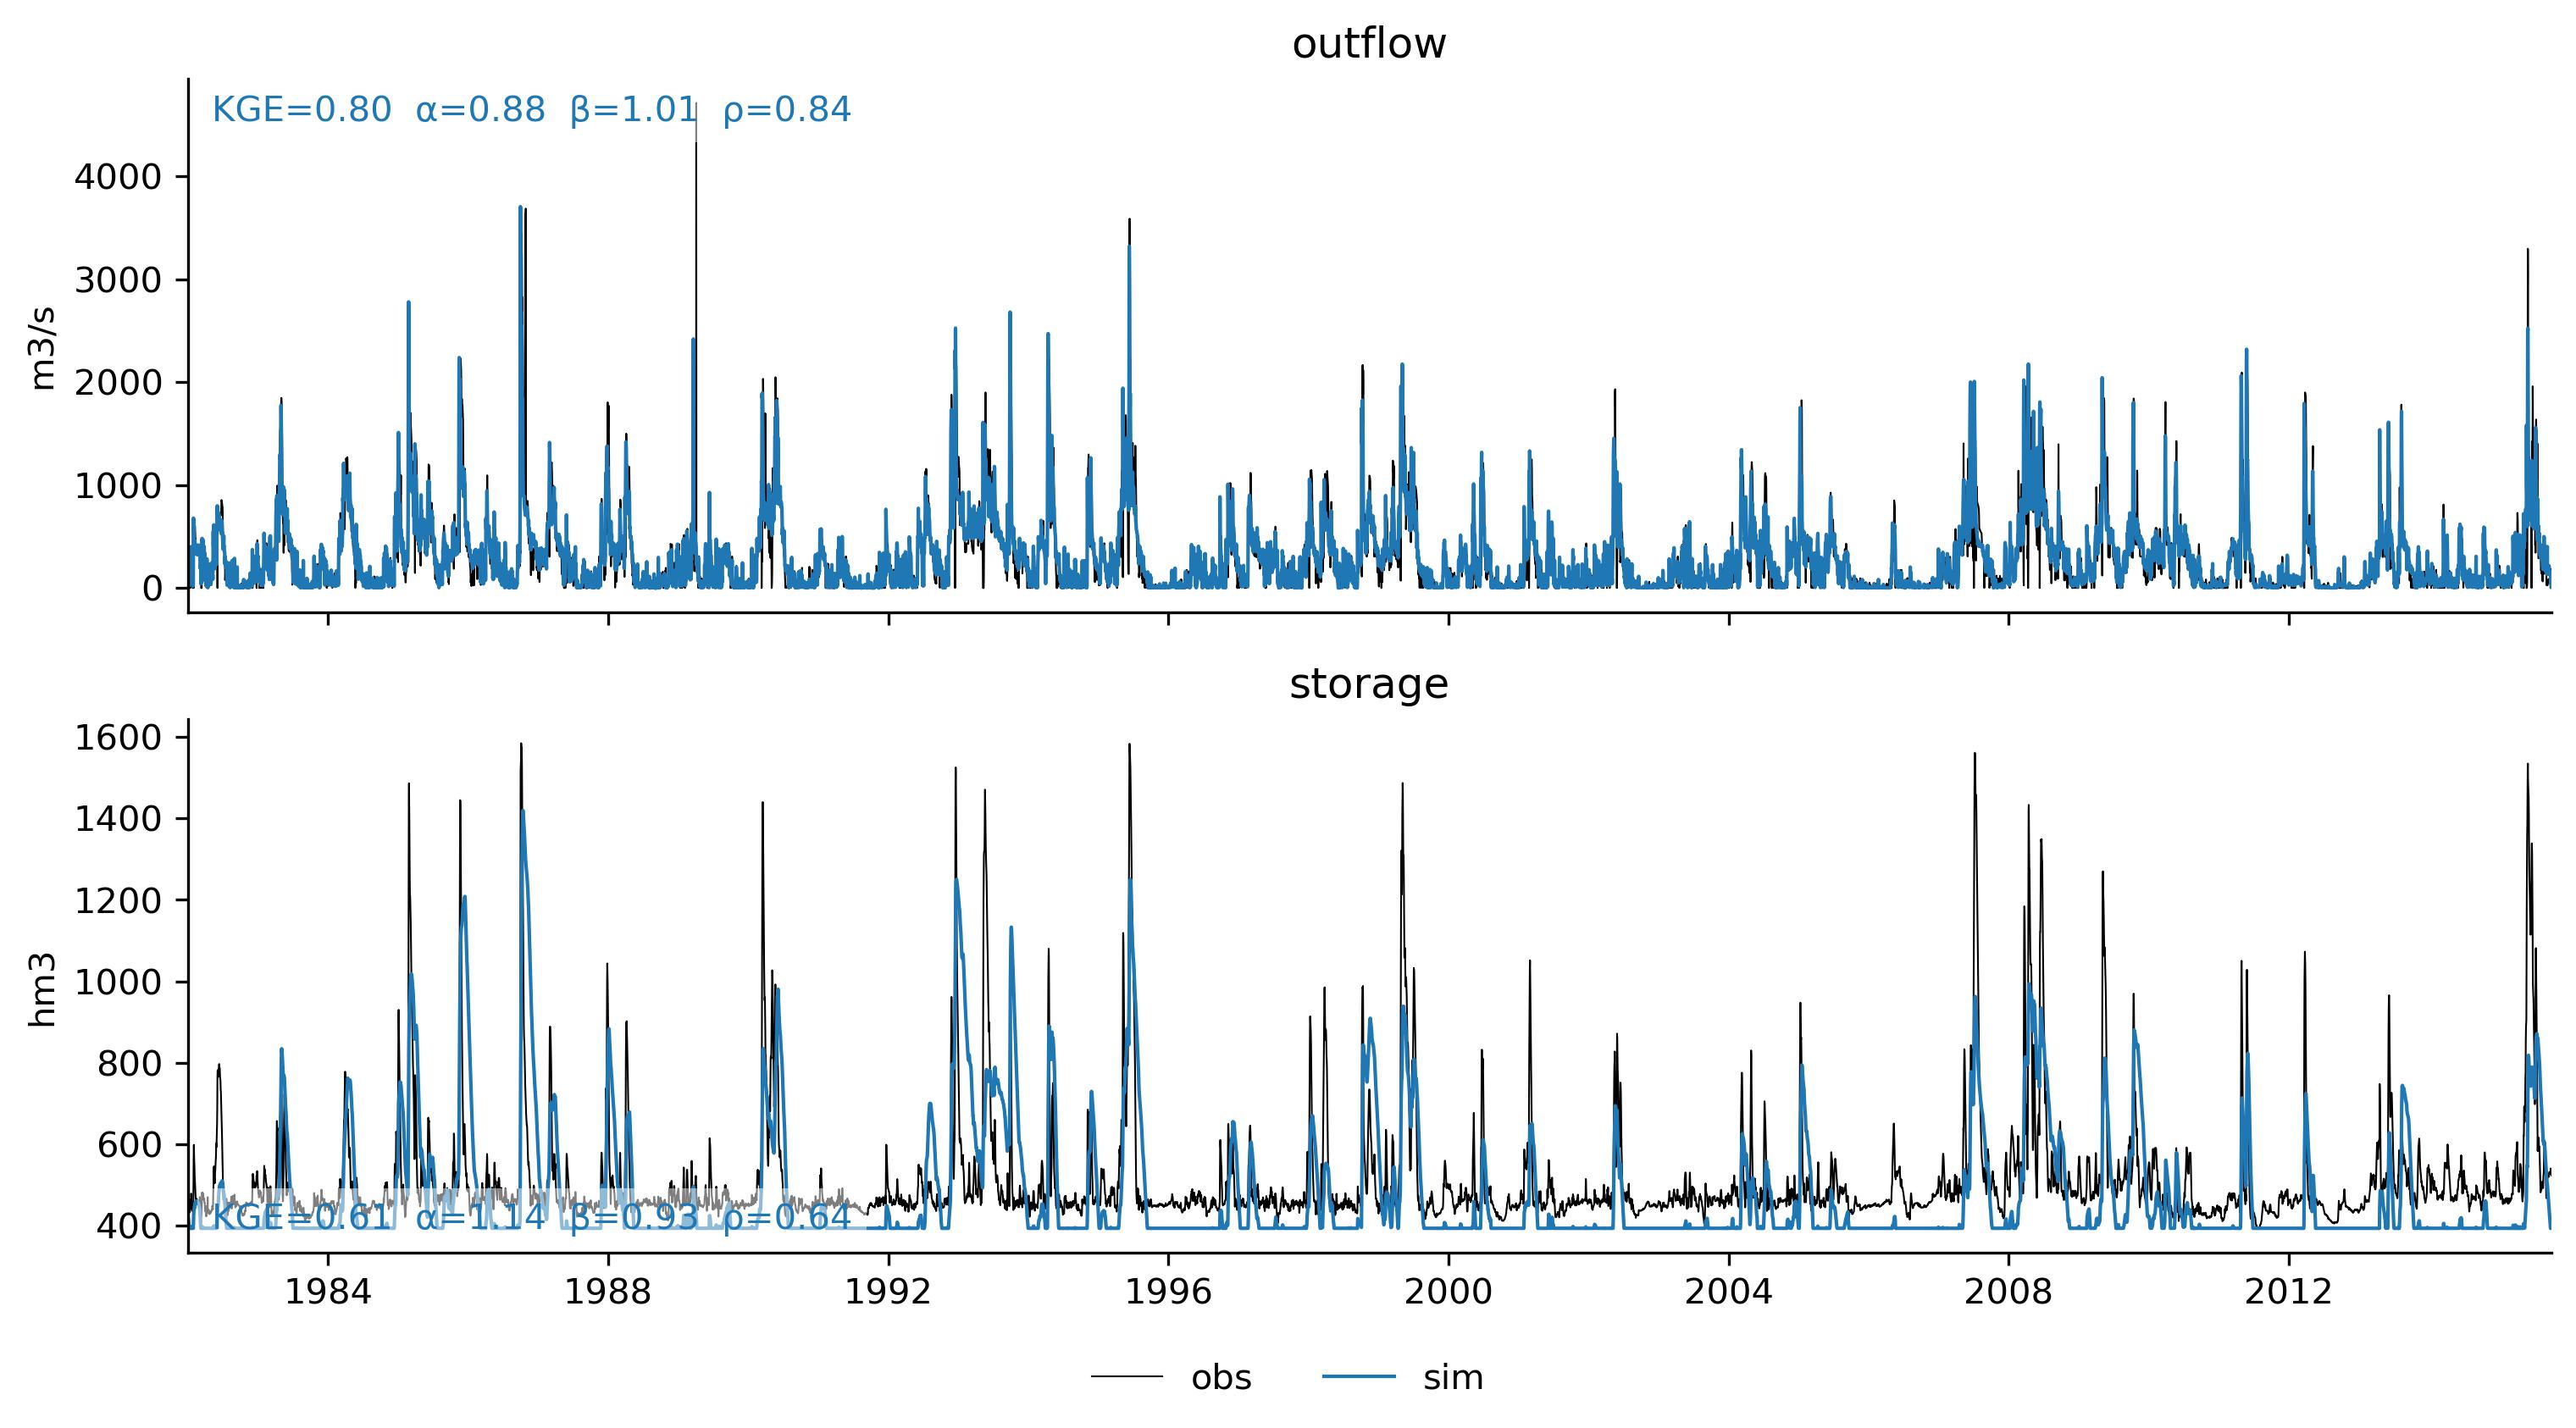 outflow
KGE=0.80 α=0.88 β=1.01 ρ=0.84
4000
3000
2000
1000
0
m3/s
storage
1600
1400
1200
1000
800
600
400
hm3
KGE=0.61 α=1.14 β=0.93 ρ=0.64
1984 1988 1992 1996 2000 2004 2008 2012
obs sim